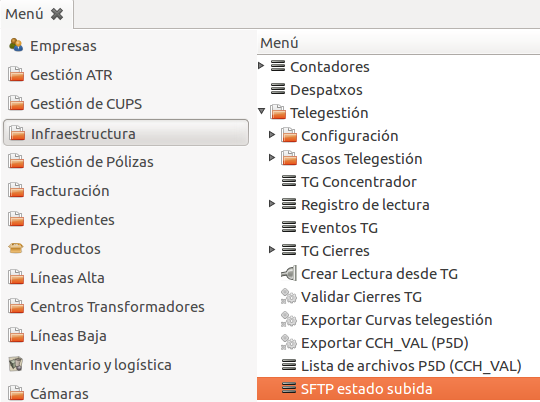 Menú
Empresas
Gestión ATR
Gestión de CUPS
Infraestructura
Gestión de Pólizas
Facturación
Expedientes
Productos
Líneas Alta
Centros Transformadores
Líneas Baja
Inventario y logística
Cámaras
Menú
Contadores
Despatxos
Telegestión
Configuración
Casos Telegestión
TG Concentrador
Registro de lectura
Eventos TG
TG Cierres
Crear Lectura desde TG
Validar Cierres TG
Exportar Curvas telegestión
Exportar CCH_VAL (P5D)
Lista de archivos P5D (CCH_VAL)
SFTP estado subida